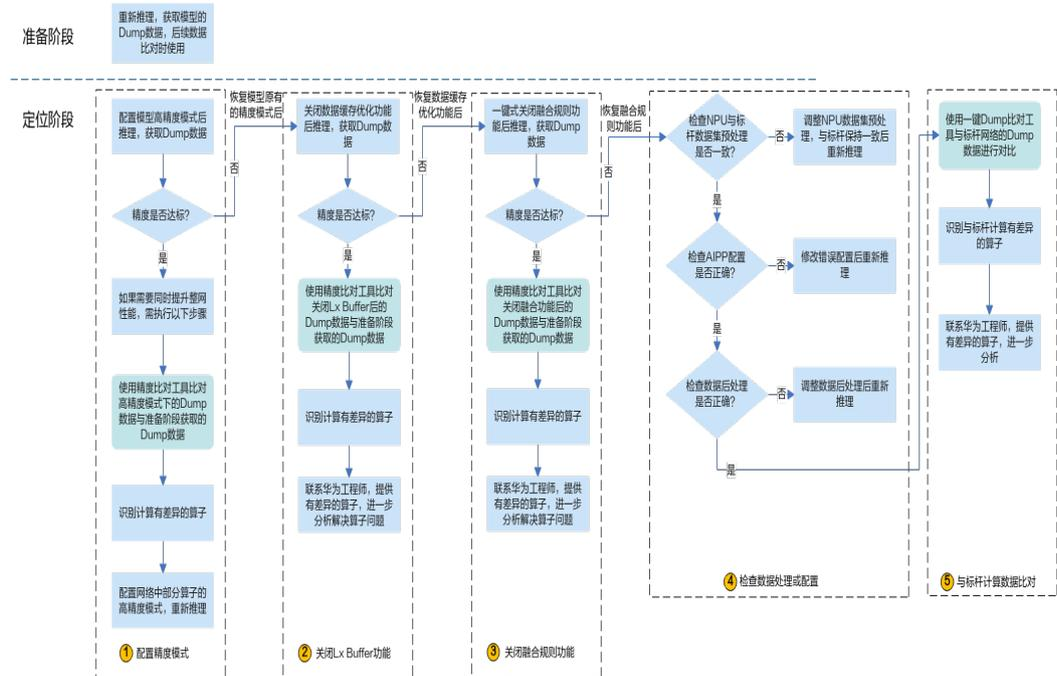 准备阶段
重新推理，获取模型的
Dump数据，后续数据
比对时使用
定位阶段
配置模型高精度模式后
推理，获取Dump数据
精度是否达标？
否
是
如果需要同时提升整网
性能，需执行以下步骤
使用精度比对工具比对
高精度模式下的Dump
数据与准备阶段获取的
Dump数据
识别计算有差异的算子
配置网络中部分算子的
高精度模式，重新推理
1 配置精度模式
恢复模型原有
的精度模式后
关闭数据缓存优化功能
后推理，获取Dump数
据
精度是否达标？
否
是
使用精度比对工具比对
关闭Lx Buffer后的
Dump数据与准备阶段
获取的Dump数据
识别计算有差异的算子
联系华为工程师，提供
有差异的算子，进一步
分析解决算子问题
2 关闭Lx Buffer功能
恢复数据缓存
优化功能后
一键式关闭融合规则功
能后推理，获取Dump
数据
精度是否达标？
否
是
使用精度比对工具比对
关闭融合功能后的
Dump数据与准备阶段
获取的Dump数据
识别计算有差异的算子
联系华为工程师，提供
有差异的算子，进一步
分析解决算子问题
3 关闭融合规则功能
恢复融合规
则功能后
检查NPU与标
杆数据集预处理
是否一致？
否
调整NPU数据集预处
理，与标杆保持一致后
重新推理
是
检查AIPP配置
是否正确？
否
修改错误配置后重新推
理
是
检查数据后处理
是否正确？
否
调整数据后处理后重新
推理
是
4 检查数据处理或配置
使用一键Dump比对工
具与标杆网络的Dump
数据进行对比
识别与标杆计算有差异
的算子
联系华为工程师，提供
有差异的算子，进一步
分析
5 与标杆计算数据比对